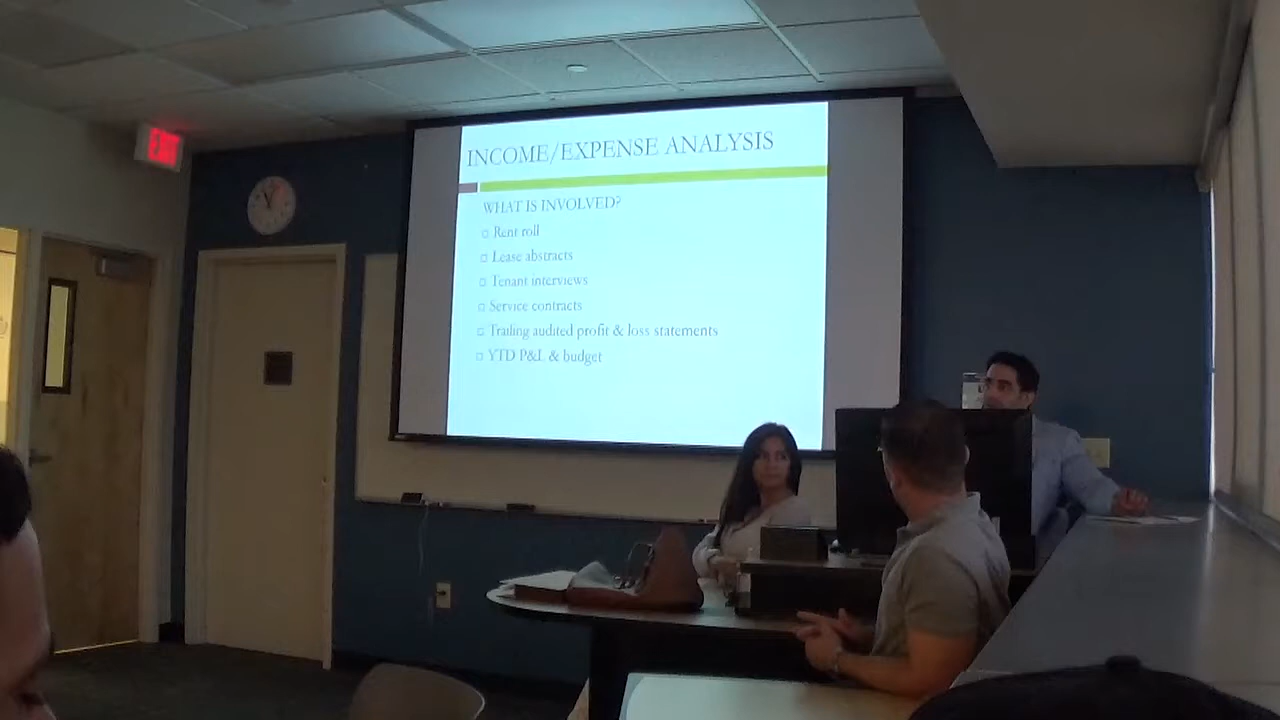 EXIT
INCOME/EXPENSE ANALYSIS
WHAT IS INVOLVED?
Rent roll
Lease abstracts
Tenant interviews
Service contracts
Trailing audited profit & loss statements
YTD P&L & budget